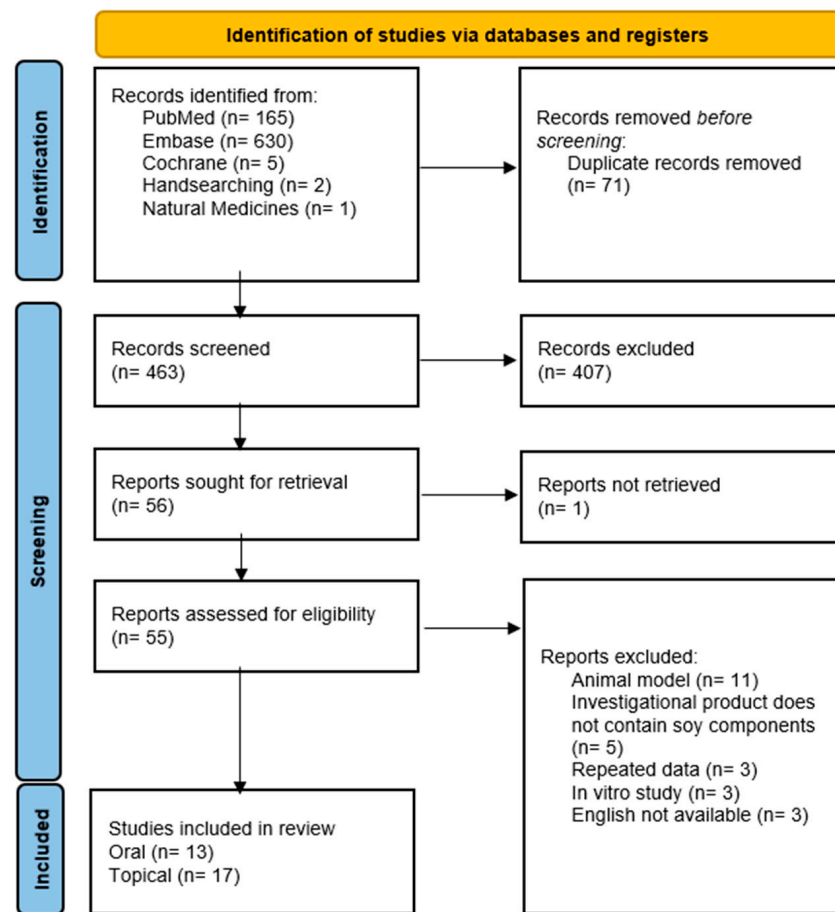 Identification of studies via databases and registers
Identification
Records identified from:
PubMed (n= 165)
Embase (n= 630)
Cochrane (n= 5)
Handsearching (n= 2)
Natural Medicines (n= 1)
Records removed before
screening:
Duplicate records removed
(n= 71)
Screening
Records screened
(n= 463)
Records excluded
(n= 407)
Reports sought for retrieval
(n= 56)
Reports not retrieved
(n= 1)
Reports assessed for eligibility
(n= 55)
Reports excluded:
Animal model (n= 11)
Investigational product does
not contain soy components
(n= 5)
Repeated data (n= 3)
In vitro study (n= 3)
English not available (n= 3)
Included
Studies included in review
Oral (n= 13)
Topical (n= 17)